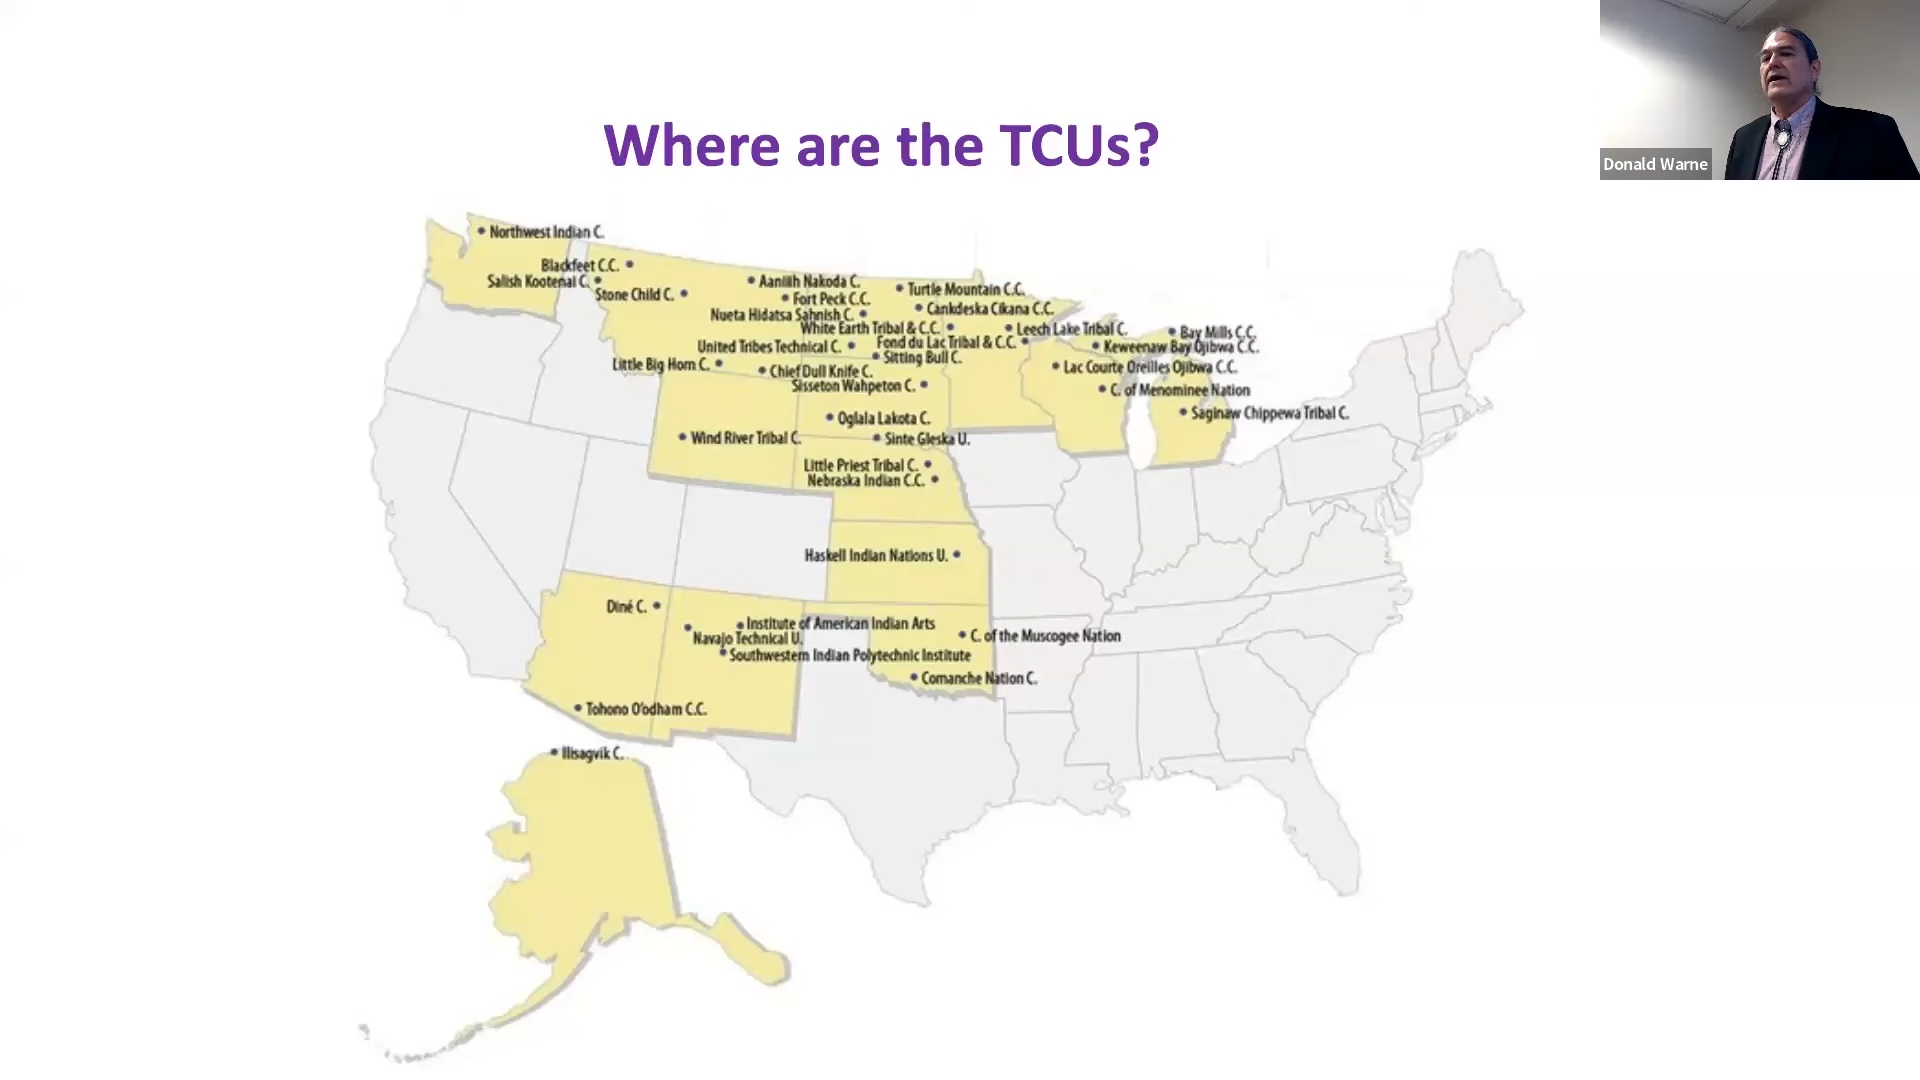 Where are the TCUs?
Donald Warne
Northwest Indian C.
Blackfeet C.C.
Salish Kootenai C.
Stone Child C.
Aaniiih Nakoda C.
Fort Peck C.C.
Turtle Mountain C.C.
Cankdeska Cikana C.C.
Nueta Hidatsa Sahnish C.
White Earth Tribal & C.C.
Leech Lake Tribal C.
Bay Mills C.C.
United Tribes Technical C.
Fond du Lac Tribal & C.C.
Keweenaw Bay Ojibwa C.C.
Sitting Bull C.
Little Big Horn C.
Chief Dull Knife C.
Lac Courte Oreilles Ojibwa C.C.
Sisseton Wahpeton C.
C. of Menominee Nation
Saginaw Chippewa Tribal C.
Oglala Lakota C.
Wind River Tribal C.
Sinte Gleska U.
Little Priest Tribal C.
Nebraska Indian C.C.
Haskell Indian Nations U.
Diné C.
Institute of American Indian Arts
Navajo Technical U.
C. of the Muscogee Nation
Southwestern Indian Polytechnic Institute
Comanche Nation C.
Tohono O'odham C.C.
Ilisagvik C.